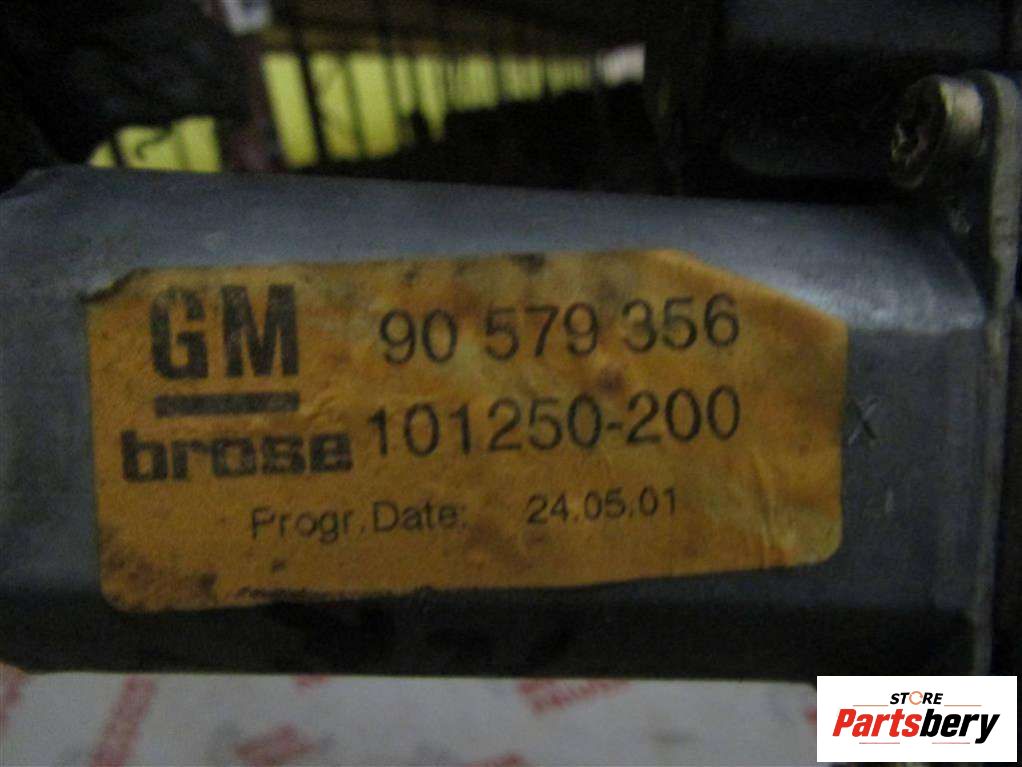 GM 90 579 356
brose 101250-200
Progr. Date: 24.05.01
X
STORE
Partsbery